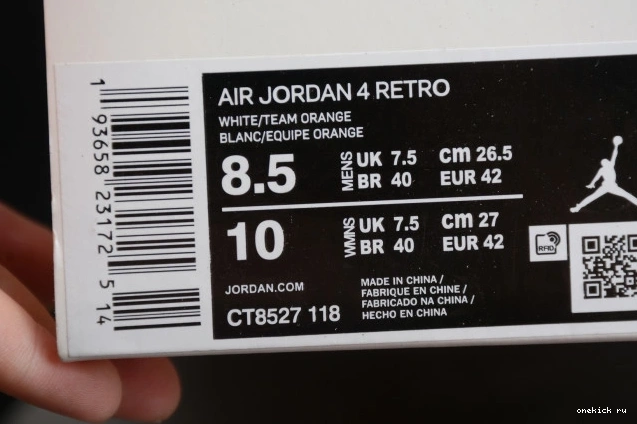 AIR JORDAN 4 RETRO
WHITE/TEAM ORANGE
BLANC/EQUIPE ORANGE
8.5 MENS UK 7.5 cm 26.5
BR 40 EUR 42
10 WMNS UK 7.5 cm 27
BR 40 EUR 42
JORDAN.COM
CT8527 118
MADE IN CHINA /
FABRIQUE EN CHINE /
FABRICADO NA CHINA /
HECHO EN CHINA
RFID
1 93658 23172 5 14
onekick ru